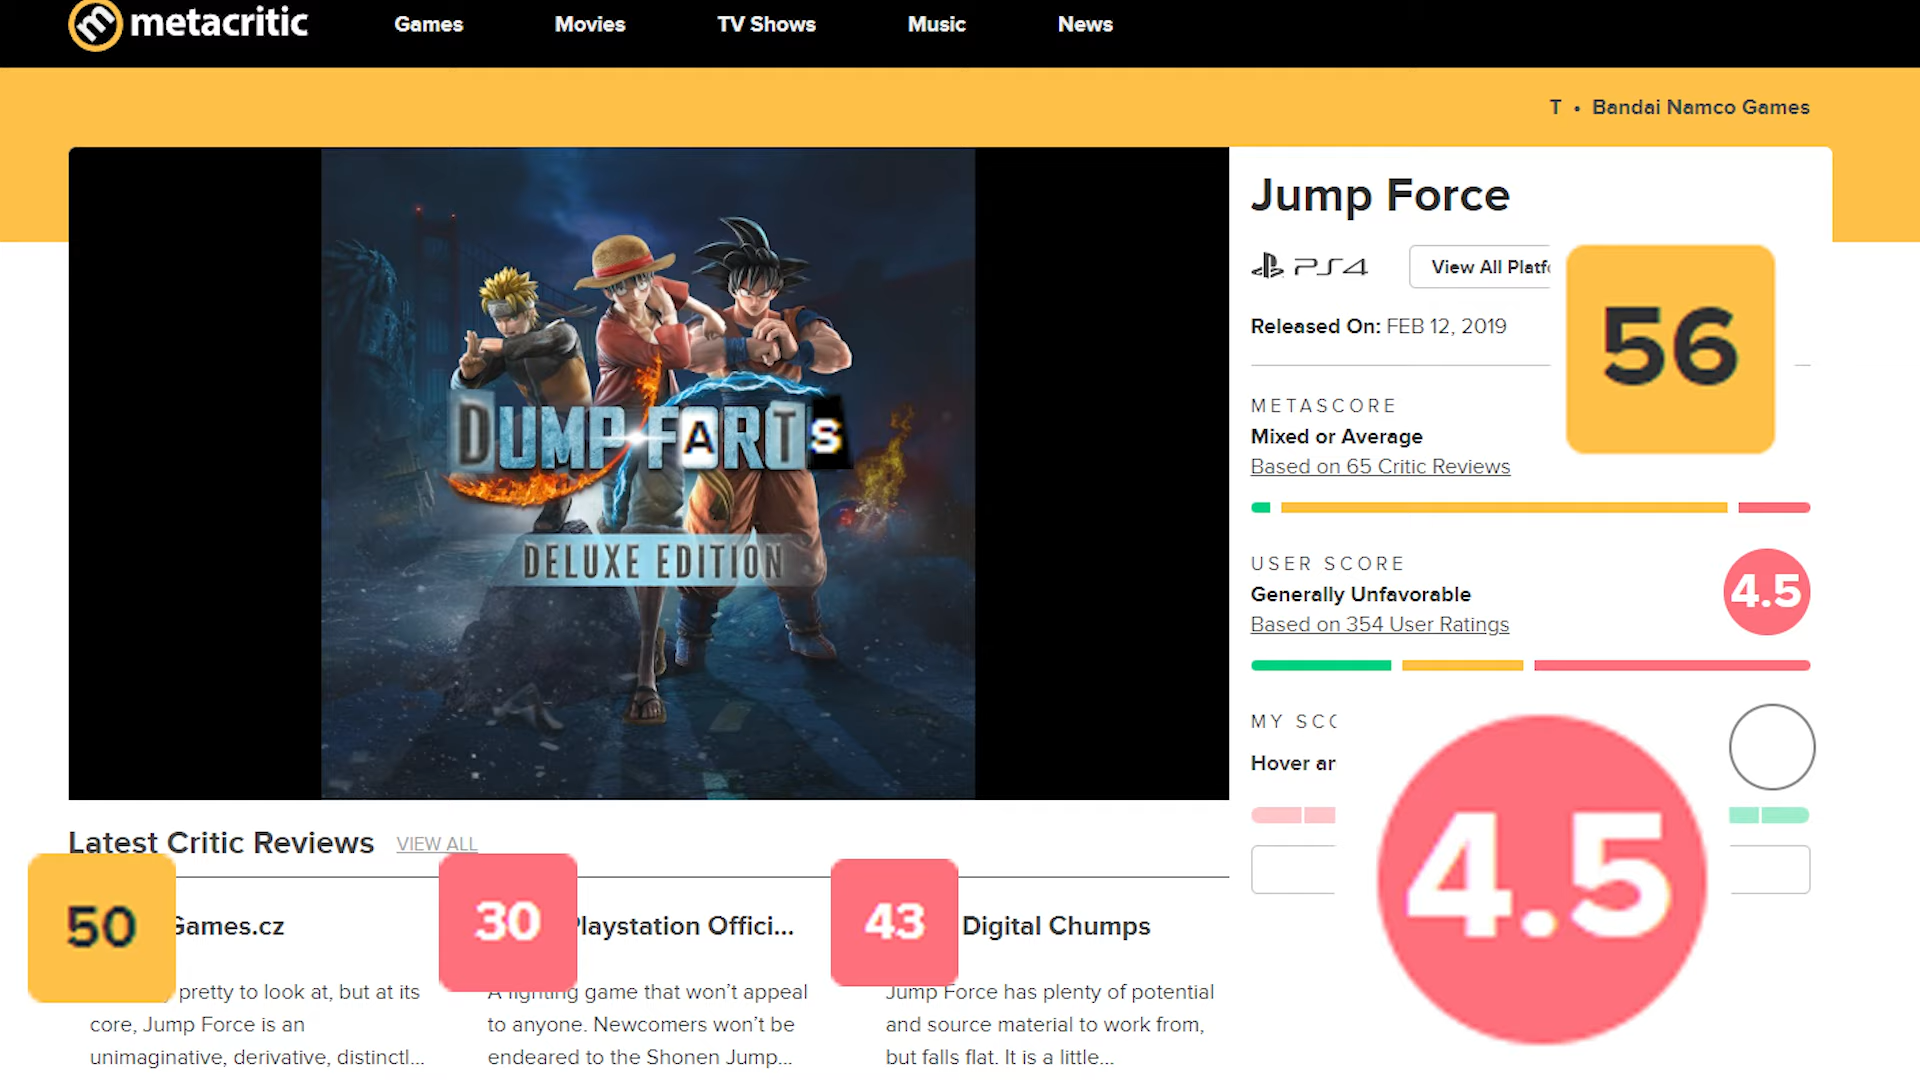 metacritic
Games
Movies
TV Shows
Music
News
T • Bandai Namco Games
DUMP FARTS
DELUXE EDITION
Jump Force
PS4
View All Platf
Released On: FEB 12, 2019
56
METASCORE
Mixed or Average
Based on 65 Critic Reviews
USER SCORE
Generally Unfavorable
Based on 354 User Ratings
4.5
MY SC
Hover ar
4.5
Latest Critic Reviews
VIEW ALL
50
Games.cz
pretty to look at, but at its
core, Jump Force is an
unimaginative, derivative, distinctl...
30
Playstation Offici...
A fighting game that won't appeal
to anyone. Newcomers won't be
endeared to the Shonen Jump...
43
Digital Chumps
Jump Force has plenty of potential
and source material to work from,
but falls flat. It is a little...